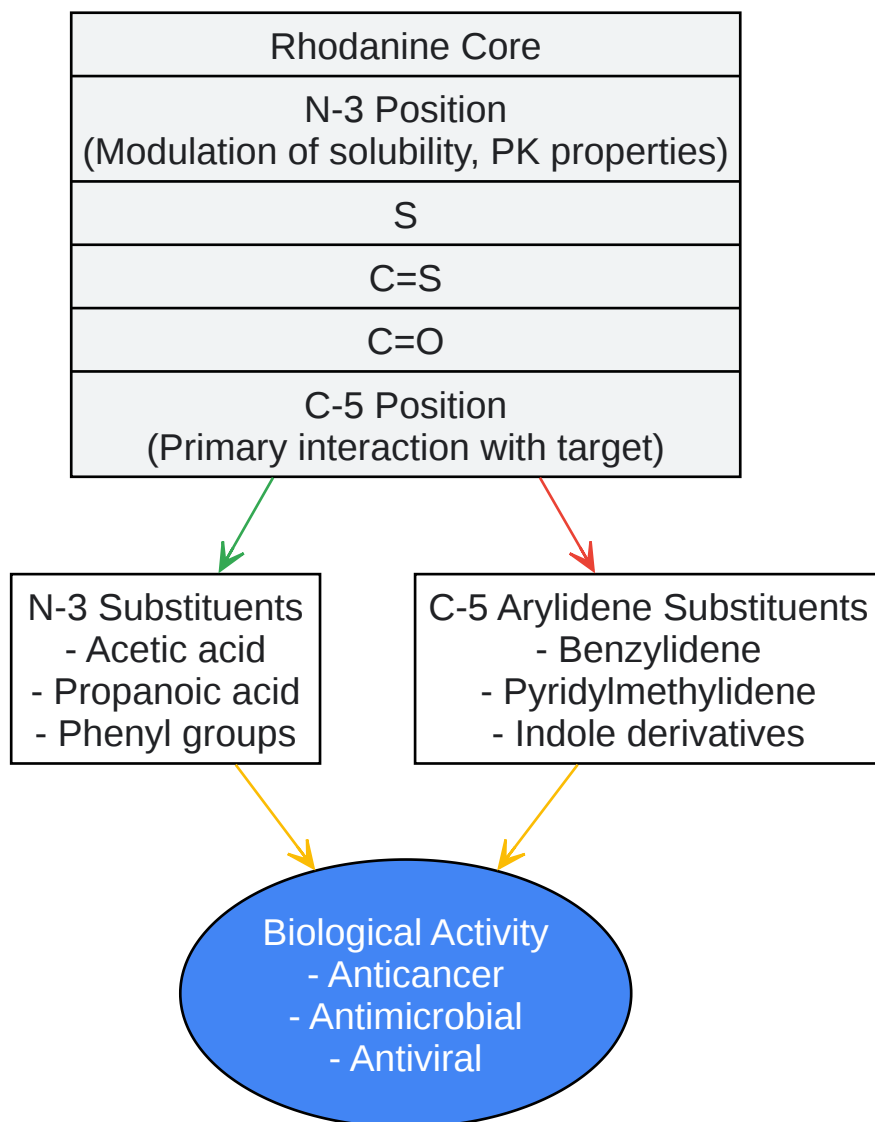 Rhodanine Core
N-3 Position
(Modulation of solubility, PK properties)
S
C=S
C=O
C-5 Position
(Primary interaction with target)
N-3 Substituents
- Acetic acid
- Propanoic acid
- Phenyl groups
C-5 Arylidene Substituents
- Benzylidene
- Pyridylmethylidene
- Indole derivatives
Biological Activity
- Anticancer
- Antimicrobial
- Antiviral